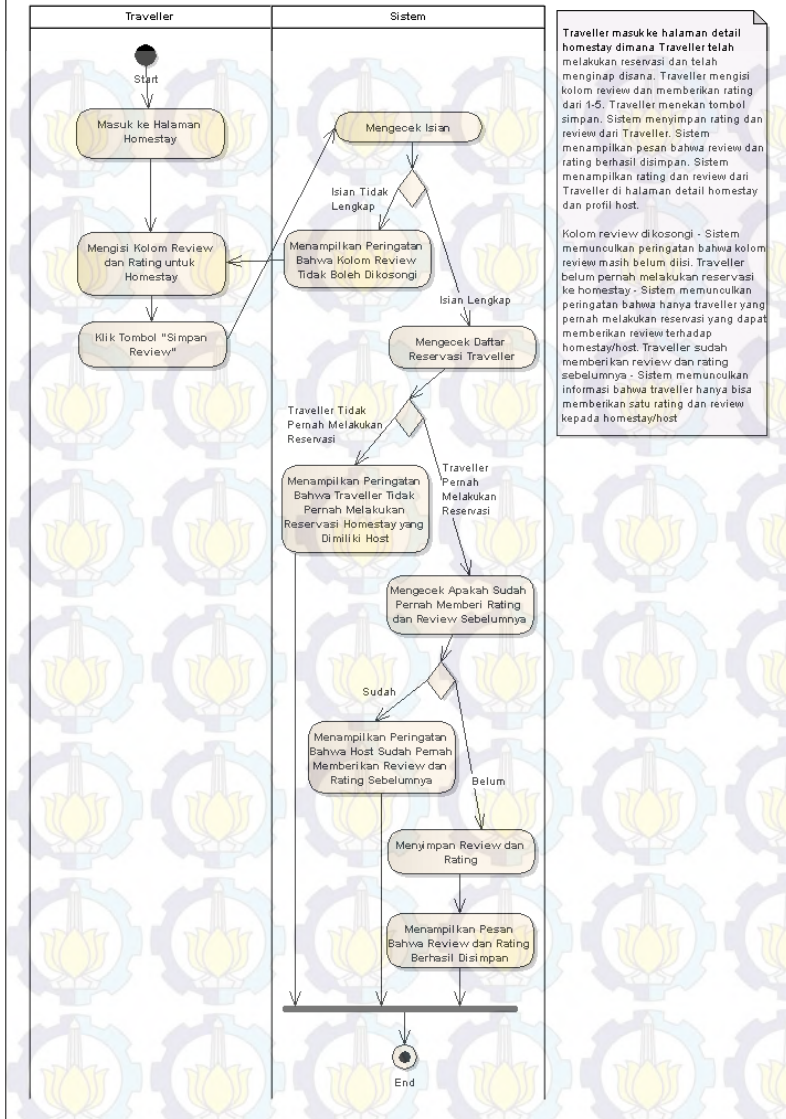 Traveller
Sistem
Start
Masuk ke Halaman
Homestay
Mengisi Kolom Review
dan Rating untuk
Homestay
Klik Tombol "Simpan
Review"
Mengecek Isian
Isian Tidak
Lengkap
Menampilkan Peringatan
Bahwa Kolom Review
Tidak Boleh Dikosongi
Isian Lengkap
Mengecek Daftar
Reservasi Traveller
Traveller Tidak
Pernah Melakukan
Reservasi
Menampilkan Peringatan
Bahwa Traveller Tidak
Pernah Melakukan
Reservasi Homestay yang
Dimiliki Host
Traveller
Pernah
Melakukan
Reservasi
Mengecek Apakah Sudah
Pernah Memberi Rating
dan Review Sebelumnya
Sudah
Menampilkan Peringatan
Bahwa Host Sudah Pernah
Memberikan Review dan
Rating Sebelumnya
Belum
Menyimpan Review dan
Rating
Menampilkan Pesan
Bahwa Review dan Rating
Berhasil Disimpan
End
Traveller masuk ke halaman detail
homestay dimana Traveller telah
melakukan reservasi dan telah
menginap disana. Traveller mengisi
kolom review dan memberikan rating
dari 1-5. Traveller menekan tombol
simpan. Sistem menyimpan rating dan
review dari Traveller. Sistem
menampilkan pesan bahwa review dan
rating berhasil disimpan. Sistem
menampilkan rating dan review dari
Traveller di halaman detail homestay
dan profil host.
Kolom review dikosongi - Sistem
memunculkan peringatan bahwa kolom
review masih belum diisi. Traveller
belum pernah melakukan reservasi
ke homestay - Sistem memunculkan
peringatan bahwa hanya traveller yang
pernah melakukan reservasi yang dapat
memberikan review terhadap
homestay/host. Traveller sudah
memberikan review dan rating
sebelumnya - Sistem memunculkan
informasi bahwa traveller hanya bisa
memberikan satu rating dan review
kepada homestay/host